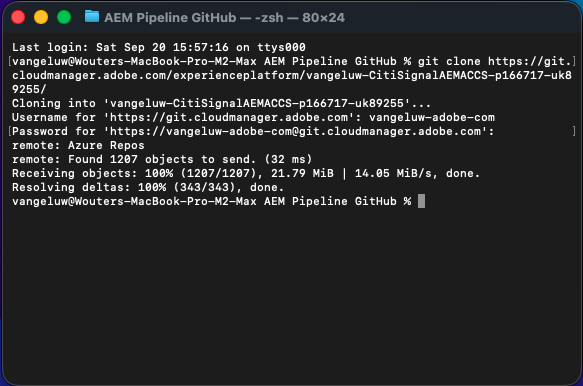 AEM Pipeline GitHub — -zsh — 80×24
Last login: Sat Sep 20 15:57:16 on ttys000
[vangeluw@Wouters-MacBook-Pro-M2-Max AEM Pipeline GitHub % git clone https://git.]
cloudmanager.adobe.com/experienceplatform/vangeluw-CitiSignalAEMACCS-p166717-uk8
9255/
Cloning into 'vangeluw-CitiSignalAEMACCS-p166717-uk89255'...
Username for 'https://git.cloudmanager.adobe.com': vangeluw-adobe-com
[Password for 'https://vangeluw-adobe-com@git.cloudmanager.adobe.com': ]
remote: Azure Repos
remote: Found 1207 objects to send. (32 ms)
Receiving objects: 100% (1207/1207), 21.79 MiB | 14.05 MiB/s, done.
Resolving deltas: 100% (343/343), done.
vangeluw@Wouters-MacBook-Pro-M2-Max AEM Pipeline GitHub %